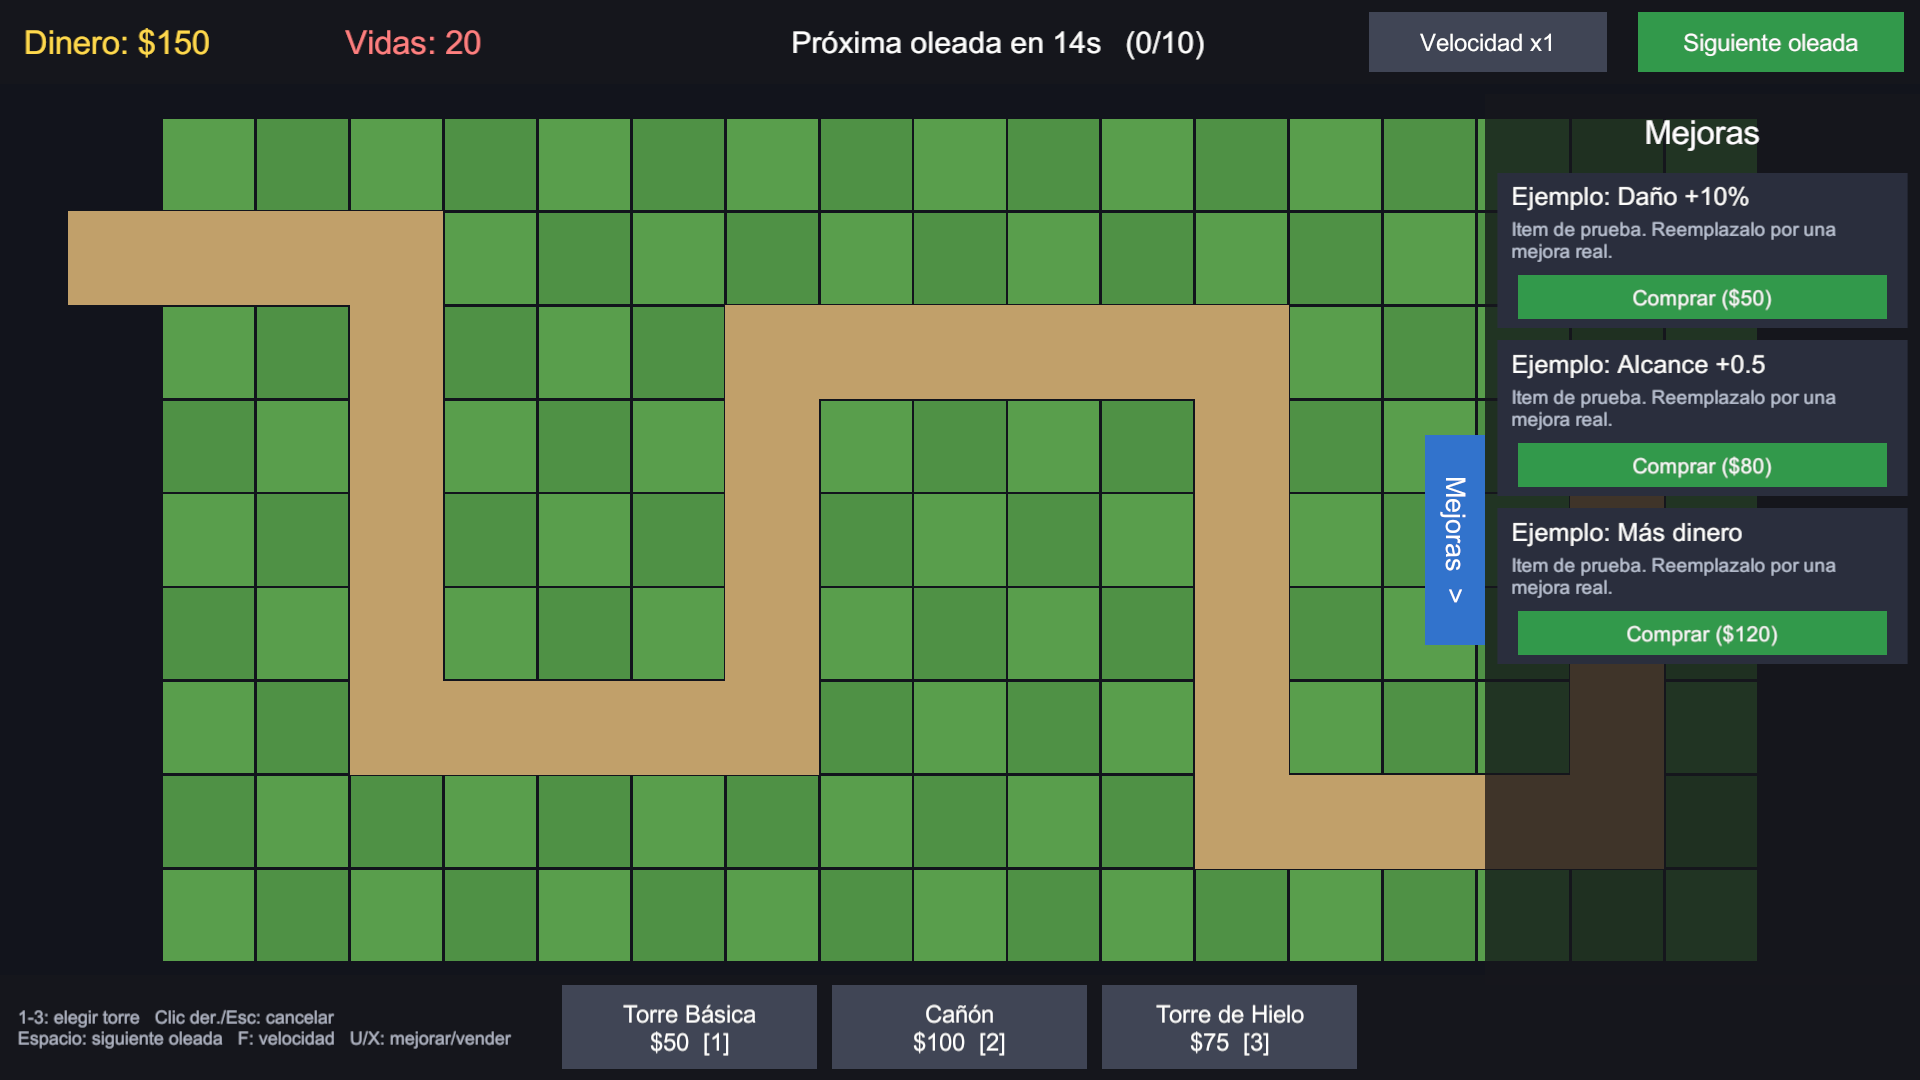 Dinero: $150
Vidas: 20
Próxima oleada en 14s (0/10)
Velocidad x1
Siguiente oleada
Mejoras
Ejemplo: Daño +10%
Item de prueba. Reemplazalo por una
mejora real.
Comprar ($50)
Ejemplo: Alcance +0.5
Item de prueba. Reemplazalo por una
mejora real.
Comprar ($80)
Mejoras >
Ejemplo: Más dinero
Item de prueba. Reemplazalo por una
mejora real.
Comprar ($120)
1-3: elegir torre Clic der./Esc: cancelar
Espacio: siguiente oleada F: velocidad U/X: mejorar/vender
Torre Básica
$50 [1]
Cañón
$100 [2]
Torre de Hielo
$75 [3]